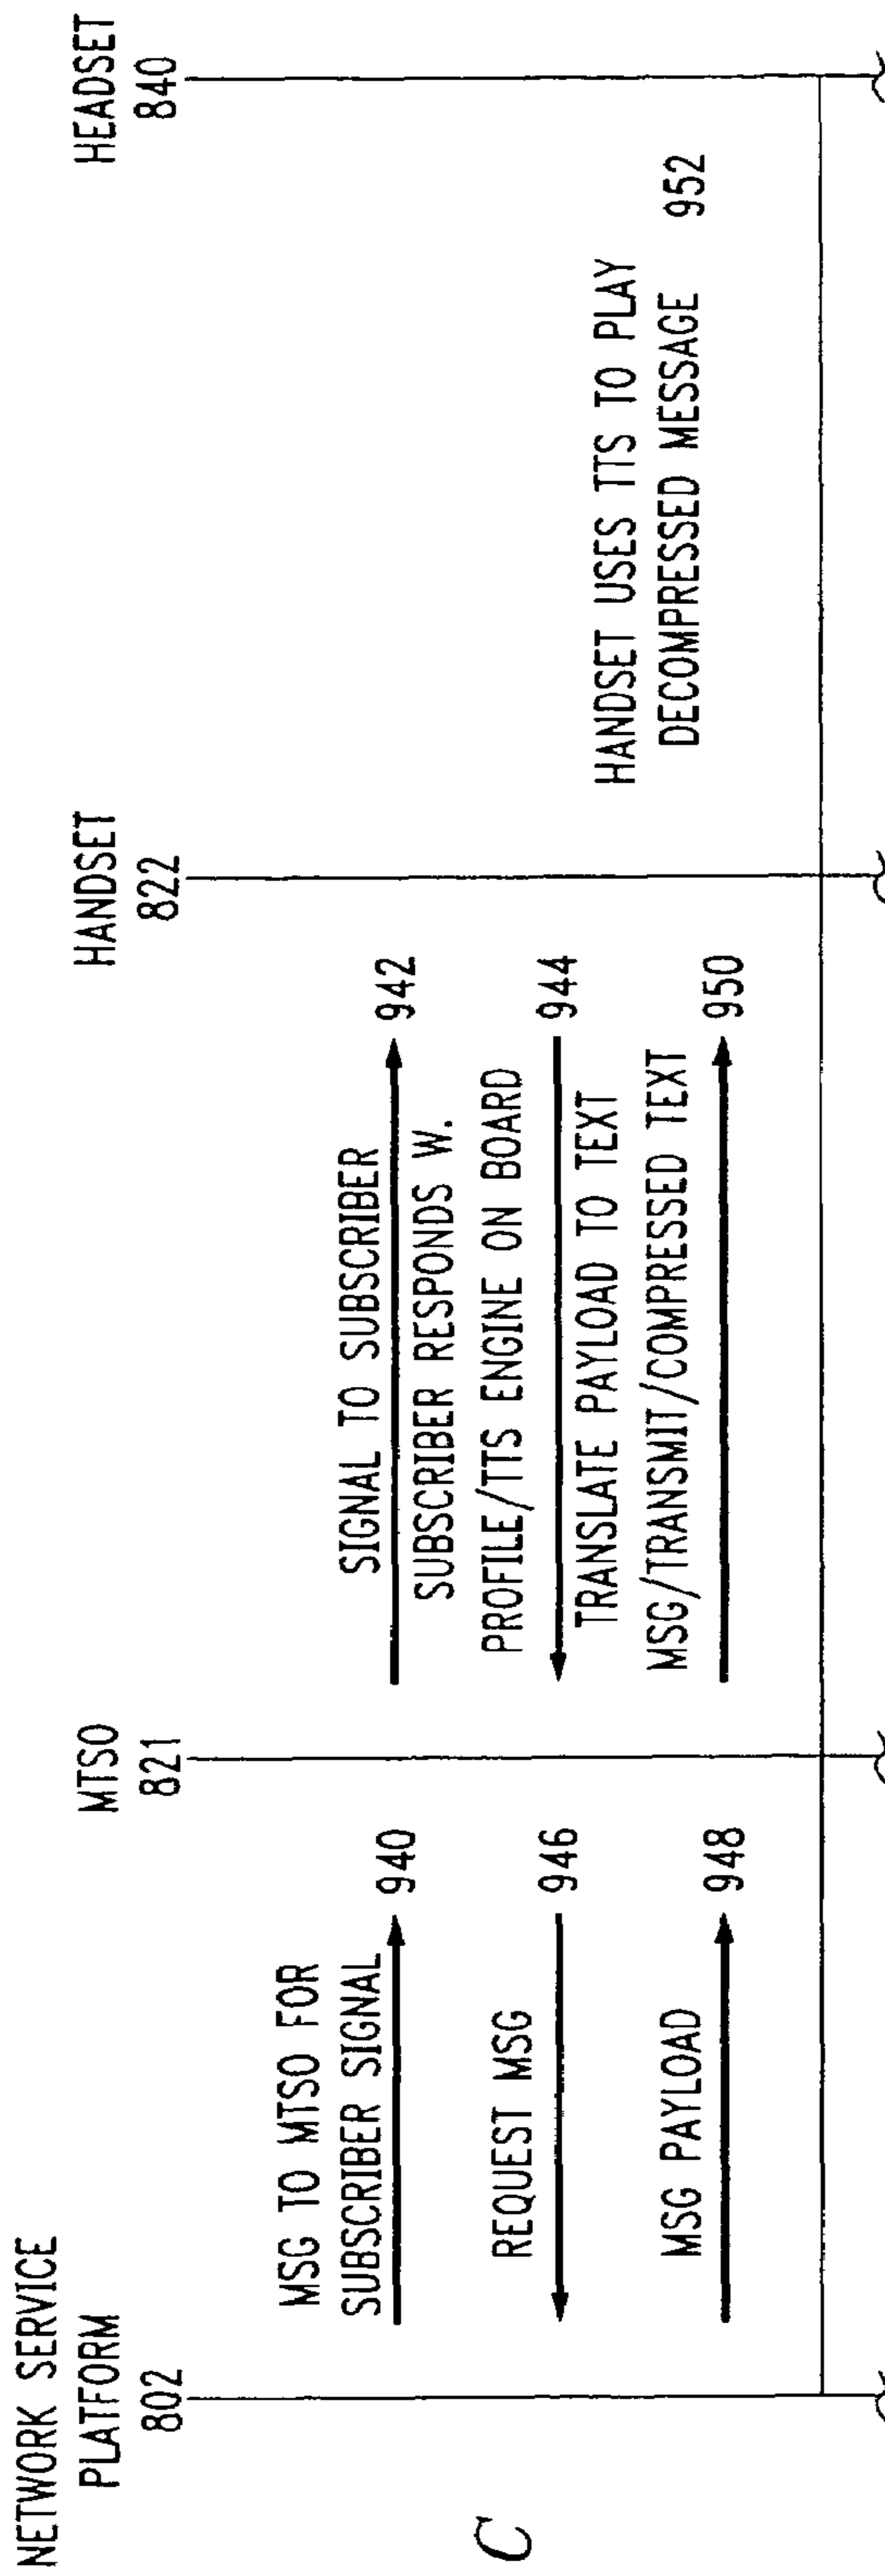 NETWORK SERVICE
PLATFORM
802
MTSO
821
HANDSET
822
HEADSET
840
C
MSG TO MTSO FOR
SUBSCRIBER SIGNAL
940
SIGNAL TO SUBSCRIBER
942
SUBSCRIBER RESPONDS W.
PROFILE/TTS ENGINE ON BOARD
944
REQUEST MSG
946
MSG PAYLOAD
948
TRANSLATE PAYLOAD TO TEXT
MSG/TRANSMIT/COMPRESSED TEXT
950
HANDSET USES TTS TO PLAY
DECOMPRESSED MESSAGE 952